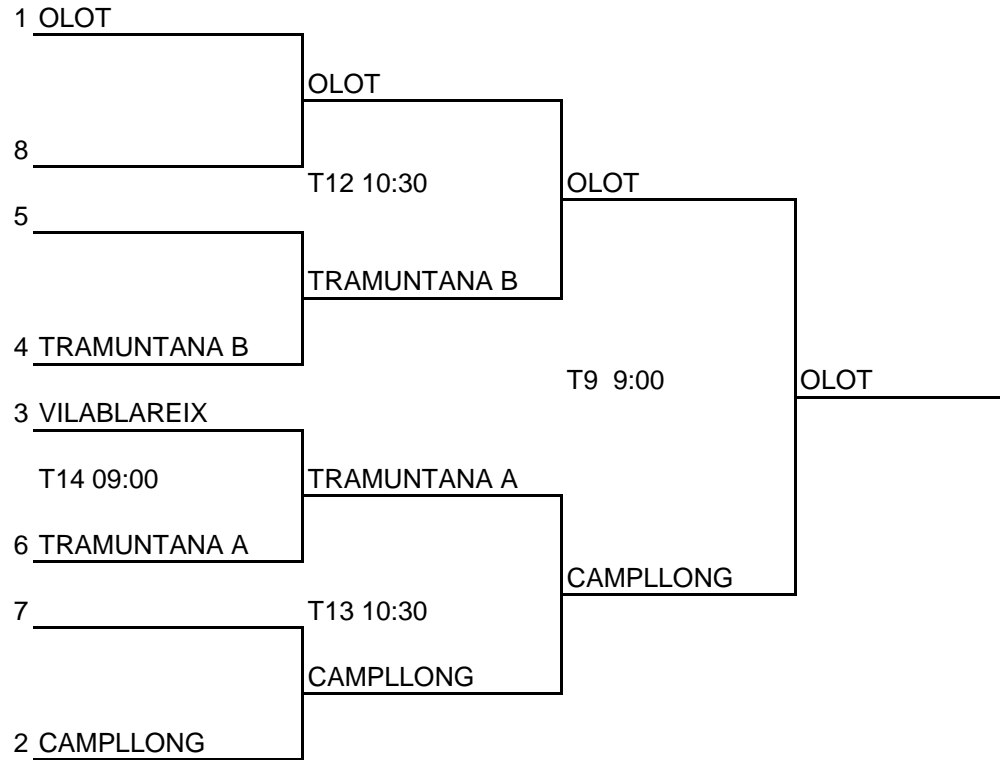 1 OLOT
OLOT
8
T12 10:30
OLOT
5
TRAMUNTANA B
4 TRAMUNTANA B
T9 9:00
OLOT
3 VILABLAREIX
T14 09:00
TRAMUNTANA A
6 TRAMUNTANA A
CAMPLLONG
7
T13 10:30
CAMPLLONG
2 CAMPLLONG